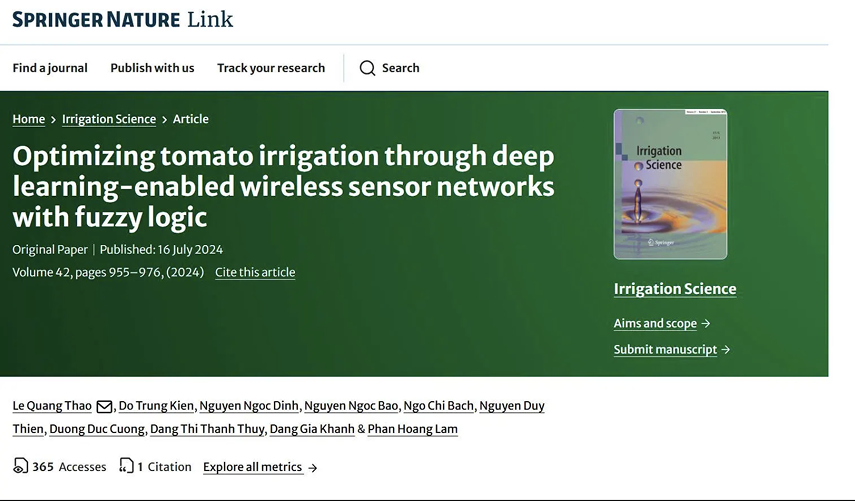 SPRINGER NATURE Link
Find a journal Publish with us Track your research Search
Home > Irrigation Science > Article
Optimizing tomato irrigation through deep
learning-enabled wireless sensor networks
with fuzzy logic
Original Paper | Published: 16 July 2024
Volume 42, pages 955–976, (2024) Cite this article
Irrigation
Science
Springer
Irrigation Science
Aims and scope →
Submit manuscript →
Le Quang Thao, Do Trung Kien, Nguyen Ngoc Dinh, Nguyen Ngoc Bao, Ngo Chi Bach, Nguyen Duy
Thien, Duong Duc Cuong, Dang Thi Thanh Thuy, Dang Gia Khanh & Phan Hoang Lam
365 Accesses 1 Citation Explore all metrics →